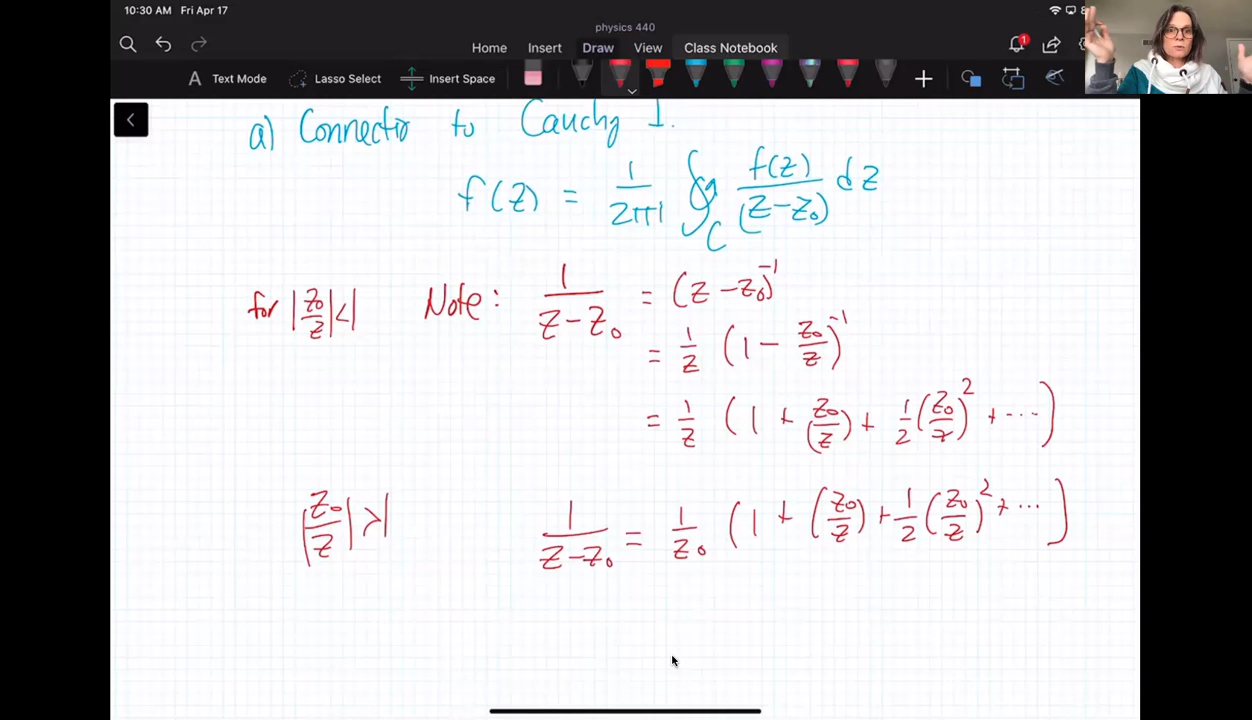 10:30 AM Fri Apr 17
physics 440
Home Insert Draw View Class Notebook
1
Text Mode Lasso Select Insert Space
a) Connector to Cauchy I.
f(z) = 1/2πi ∮_C f(z)/(z-z₀) dz
for |z₀/z|<1 Note: 1/(z-z₀) = (z-z₀)⁻¹
= 1/z (1 - z₀/z)⁻¹
= 1/z (1 + (z₀/z) + 1/2 (z₀/z)² + ⋯)
|z₀/z|>1 1/(z-z₀) = 1/z₀ (1 + (z₀/z) + 1/2 (z₀/z)² + ⋯)